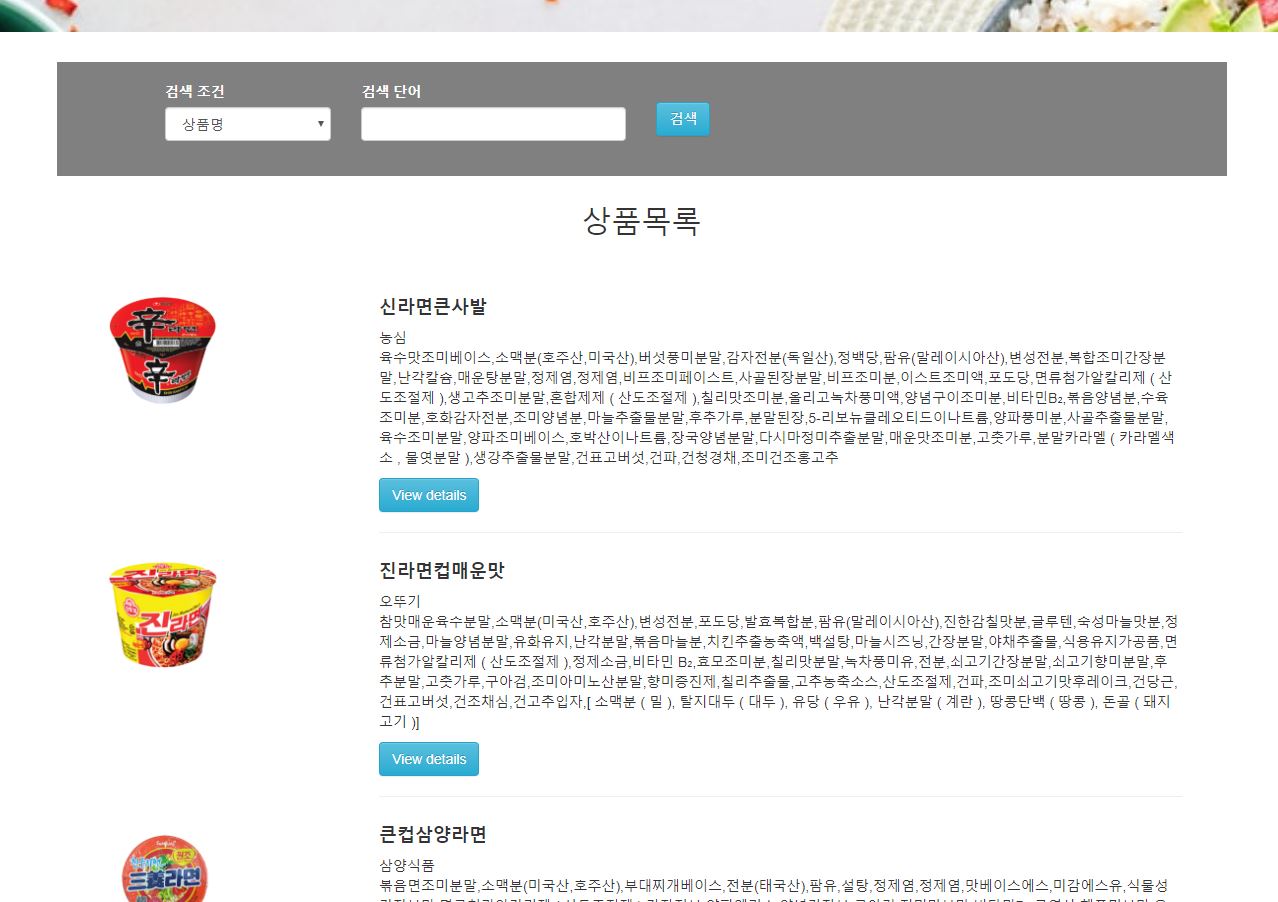 검색 조건
검색 단어
상품명
검색
상품목록
辛라면
辛라면
신라면큰사발
농심
육수맛조미베이스,소맥분(호주산,미국산),버섯풍미분말,감자전분(독일산),정백당,팜유(말레이시아산),변성전분,복합조미간장분
말,난각칼슘,매운탕분말,정제염,정제염,비프조미페이스트,사골된장분말,비프조미분,이스트조미액,포도당,면류첨가알칼리제 ( 산
도조절제 ),생고추조미분말,혼합제제 ( 산도조절제 ),칠리맛조미분,올리고녹차풍미액,양념구이조미분,비타민B₂,볶음양념분,수육
조미분,호화감자전분,조미양념분,마늘추출물분말,후추가루,분말된장,5-리보뉴클레오티드이나트륨,양파풍미분,사골추출물분말,
육수조미분말,양파조미베이스,호박산이나트륨,장국양념분말,다시마정미추출분말,매운맛조미분,고춧가루,분말카라멜 ( 카라멜색
소 , 물엿분말 ),생강추출물분말,건표고버섯,건파,건청경채,조미건조홍고추
View details
진라면
진라면
진라면컵매운맛
오뚜기
참맛매운육수분말,소맥분(미국산,호주산),변성전분,포도당,발효복합분,팜유(말레이시아산),진한감칠맛분,글루텐,숙성마늘맛분,정
제소금,마늘양념분말,유화유지,난각분말,볶음마늘분,치킨추출농축액,백설탕,마늘시즈닝,간장분말,야채추출물,식용유지가공품,면
류첨가알칼리제 ( 산도조절제 ),정제소금,비타민 B₂,효모조미분,칠리맛분말,녹차풍미유,전분,쇠고기간장분말,쇠고기향미분말,후
추분말,고춧가루,구아검,조미아미노산분말,향미증진제,칠리추출물,고추농축소스,산도조절제,건파,조미쇠고기맛후레이크,건당근,
건표고버섯,건조채심,건고추입자,[ 소맥분 ( 밀 ), 탈지대두 ( 대두 ), 유당 ( 우유 ), 난각분말 ( 계란 ), 땅콩단백 ( 땅콩 ), 돈골 ( 돼지
고기 )]
View details
三養라면
큰컵삼양라면
삼양식품
볶음면조미분말,소맥분(미국산,호주산),부대찌개베이스,전분(태국산),팜유,설탕,정제염,정제염,맛베이스에스,미감에스유,식물성